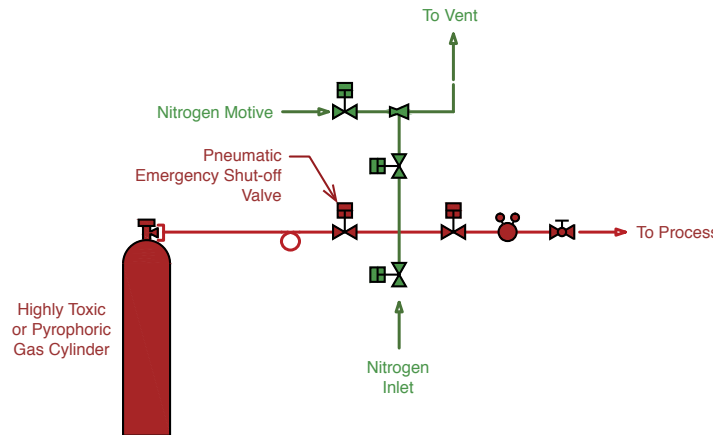 To Vent
Nitrogen Motive
Pneumatic
Emergency Shut-off
Valve
To Process
Highly Toxic
or Pyrophoric
Gas Cylinder
Nitrogen
Inlet